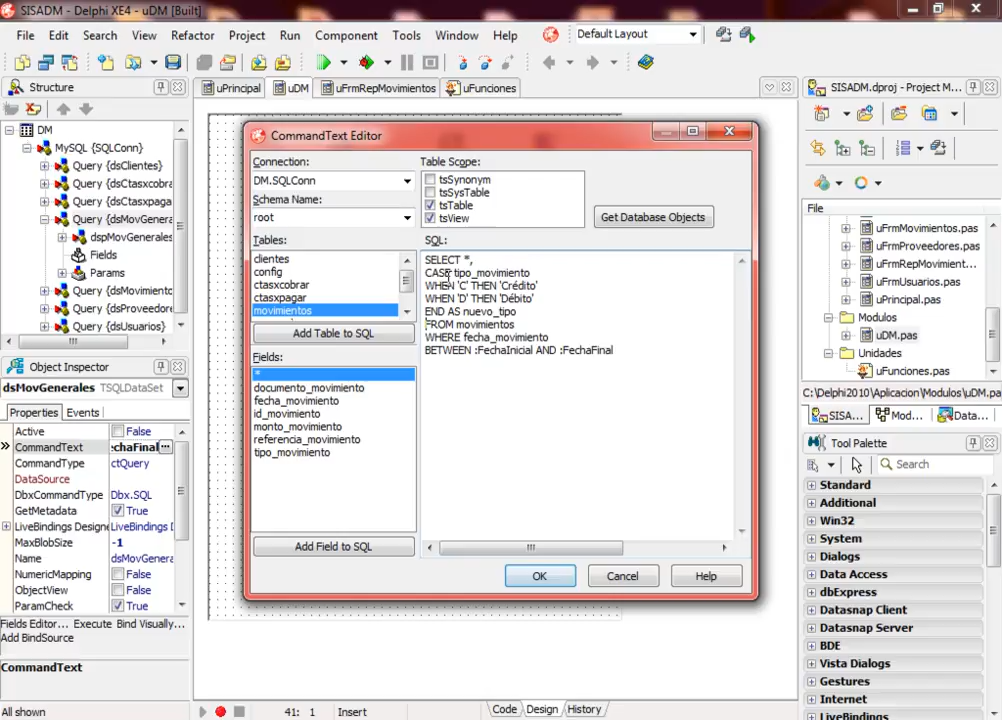 SISADM - Delphi XE4 - uDM [Built]
File Edit Search View Refactor Project Run Component Tools Window Help Default Layout
Structure
uPrincipal uDM uFrmRepMovimientos uFunciones
SISADM.dproj - Project M...
DM
MySQL {SQLConn}
Query {dsClientes}
Query {dsCtasxcobra
Query {dsCtasxpaga
Query {dsMovGenera
dspMovGenerales
Fields
Params
Query {dsMovimiento
Query {dsProveedore
Query {dsUsuarios}
CommandText Editor
Connection:
DM.SQLConn
Schema Name:
root
Table Scope:
tsSynonym
tsSysTable
tsTable
tsView
Get Database Objects
Tables:
clientes
config
ctasxcobrar
ctasxpagar
movimientos
Add Table to SQL
Fields:
*
documento_movimiento
fecha_movimiento
id_movimiento
monto_movimiento
referencia_movimiento
tipo_movimiento
Add Field to SQL
SQL:
SELECT *,
CASE tipo_movimiento
WHEN 'C' THEN 'Crédito'
WHEN 'D' THEN 'Débito'
END AS nuevo_tipo
FROM movimientos
WHERE fecha_movimiento
BETWEEN :FechaInicial AND :FechaFinal
OK Cancel Help
Object Inspector
dsMovGenerales TSQLDataSet
Properties Events
Active False
CommandText :chaFinal ...
CommandType ctQuery
DataSource
DbxCommandType Dbx.SQL
GetMetadata True
LiveBindings Designe LiveBindings D
MaxBlobSize -1
Name dsMovGenera
NumericMapping False
ObjectView False
ParamCheck True
Fields Editor... Execute Bind Visually...
Add BindSource
CommandText
All shown
41: 1 Insert Code Design History
File
uFrmMovimientos.pas
uFrmProveedores.pas
uFrmRepMovimient...
uFrmUsuarios.pas
uPrincipal.pas
Modulos
uDM.pas
Unidades
uFunciones.pas
C:\Delphi2010\Aplicacion\Modulos\uDM.pas
SISA... Mod... Data...
Tool Palette
Search
Standard
Additional
Win32
System
Dialogs
Data Access
dbExpress
Datasnap Client
Datasnap Server
BDE
Vista Dialogs
Gestures
Internet